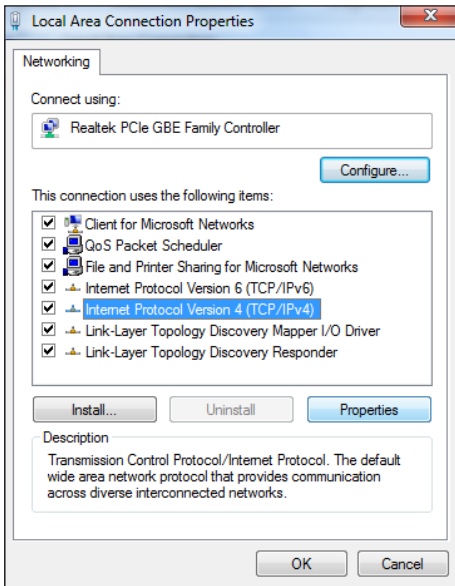 Local Area Connection Properties
Networking
Connect using:
Realtek PCIe GBE Family Controller
Configure...
This connection uses the following items:
Client for Microsoft Networks
QoS Packet Scheduler
File and Printer Sharing for Microsoft Networks
Internet Protocol Version 6 (TCP/IPv6)
Internet Protocol Version 4 (TCP/IPv4)
Link-Layer Topology Discovery Mapper I/O Driver
Link-Layer Topology Discovery Responder
Install... Uninstall Properties
Description
Transmission Control Protocol/Internet Protocol. The default
wide area network protocol that provides communication
across diverse interconnected networks.
OK Cancel